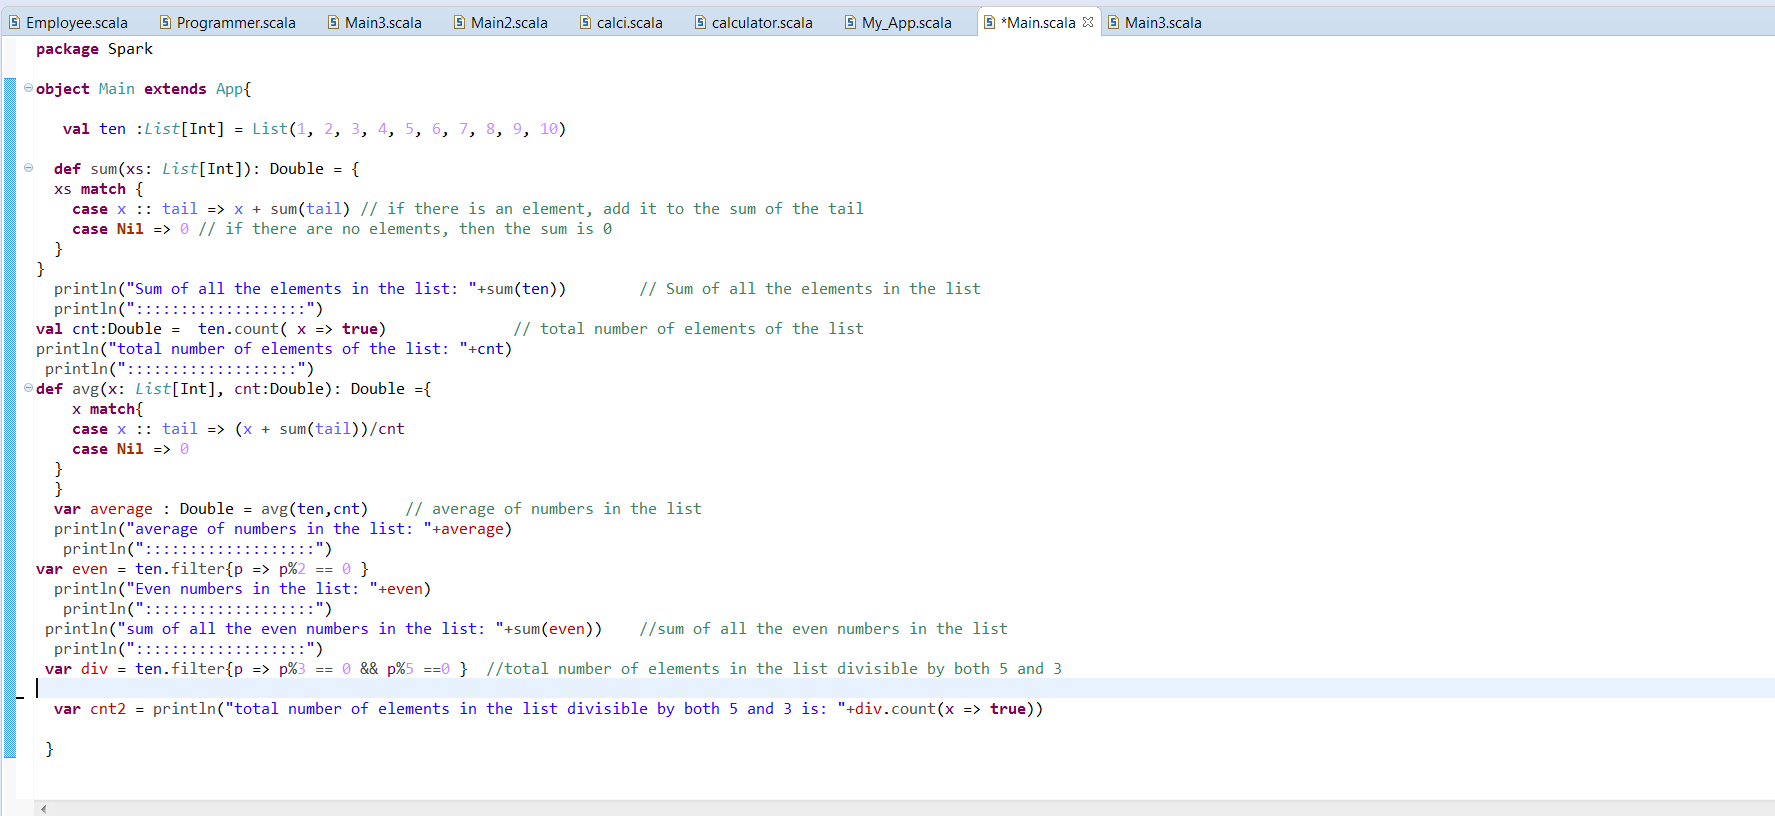 Employee.scala Programmer.scala Main3.scala Main2.scala calci.scala calculator.scala My_App.scala *Main.scala Main3.scala
package Spark
object Main extends App{
val ten :List[Int] = List(1, 2, 3, 4, 5, 6, 7, 8, 9, 10)
def sum(xs: List[Int]): Double = {
xs match {
case x :: tail => x + sum(tail) // if there is an element, add it to the sum of the tail
case Nil => 0 // if there are no elements, then the sum is 0
}
}
println("Sum of all the elements in the list: "+sum(ten)) // Sum of all the elements in the list
println(":::::::::::::::::::")
val cnt:Double = ten.count( x => true) // total number of elements of the list
println("total number of elements of the list: "+cnt)
println(":::::::::::::::::::")
def avg(x: List[Int], cnt:Double): Double ={
x match{
case x :: tail => (x + sum(tail))/cnt
case Nil => 0
}
}
var average : Double = avg(ten,cnt) // average of numbers in the list
println("average of numbers in the list: "+average)
println(":::::::::::::::::::")
var even = ten.filter{p => p%2 == 0 }
println("Even numbers in the list: "+even)
println(":::::::::::::::::::")
println("sum of all the even numbers in the list: "+sum(even)) //sum of all the even numbers in the list
println(":::::::::::::::::::")
var div = ten.filter{p => p%3 == 0 && p%5 ==0 } //total number of elements in the list divisible by both 5 and 3
var cnt2 = println("total number of elements in the list divisible by both 5 and 3 is: "+div.count(x => true))
}